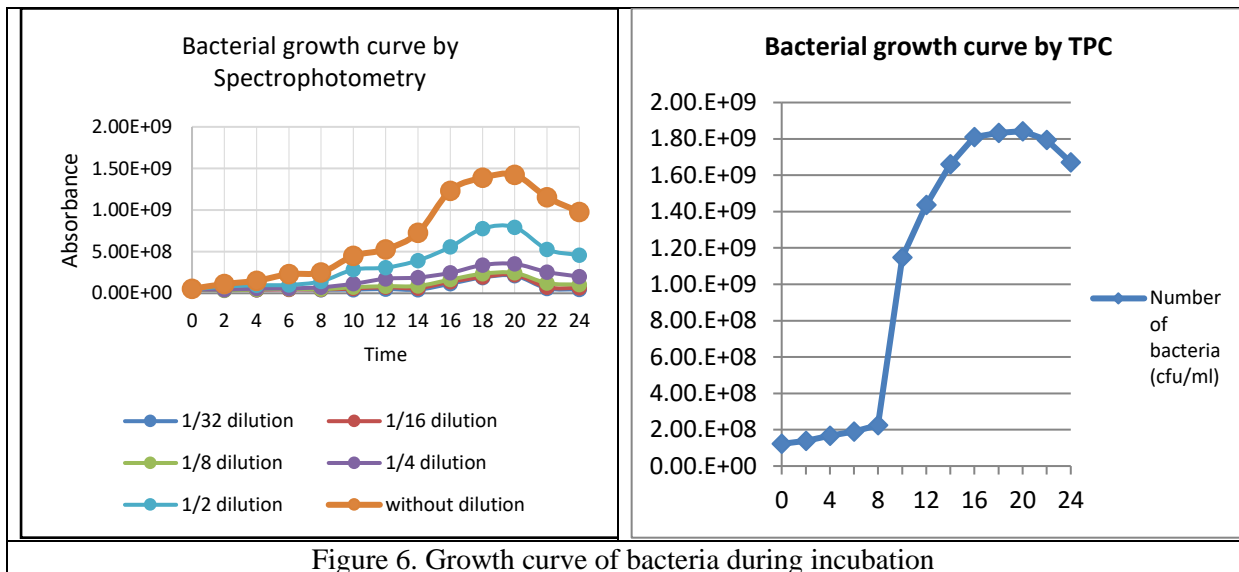 Bacterial growth curve by
Spectrophotometry
2.00E+09
1.50E+09
1.00E+09
5.00E+08
0.00E+00
Absorbance
0 2 4 6 8 10 12 14 16 18 20 22 24
Time
1/32 dilution 1/16 dilution
1/8 dilution 1/4 dilution
1/2 dilution without dilution
Bacterial growth curve by TPC
2.00.E+09
1.80.E+09
1.60.E+09
1.40.E+09
1.20.E+09
1.00.E+09
8.00.E+08
6.00.E+08
4.00.E+08
2.00.E+08
0.00.E+00
0 4 8 12 16 20 24
Number
of
bacteria
(cfu/ml)
Figure 6. Growth curve of bacteria during incubation